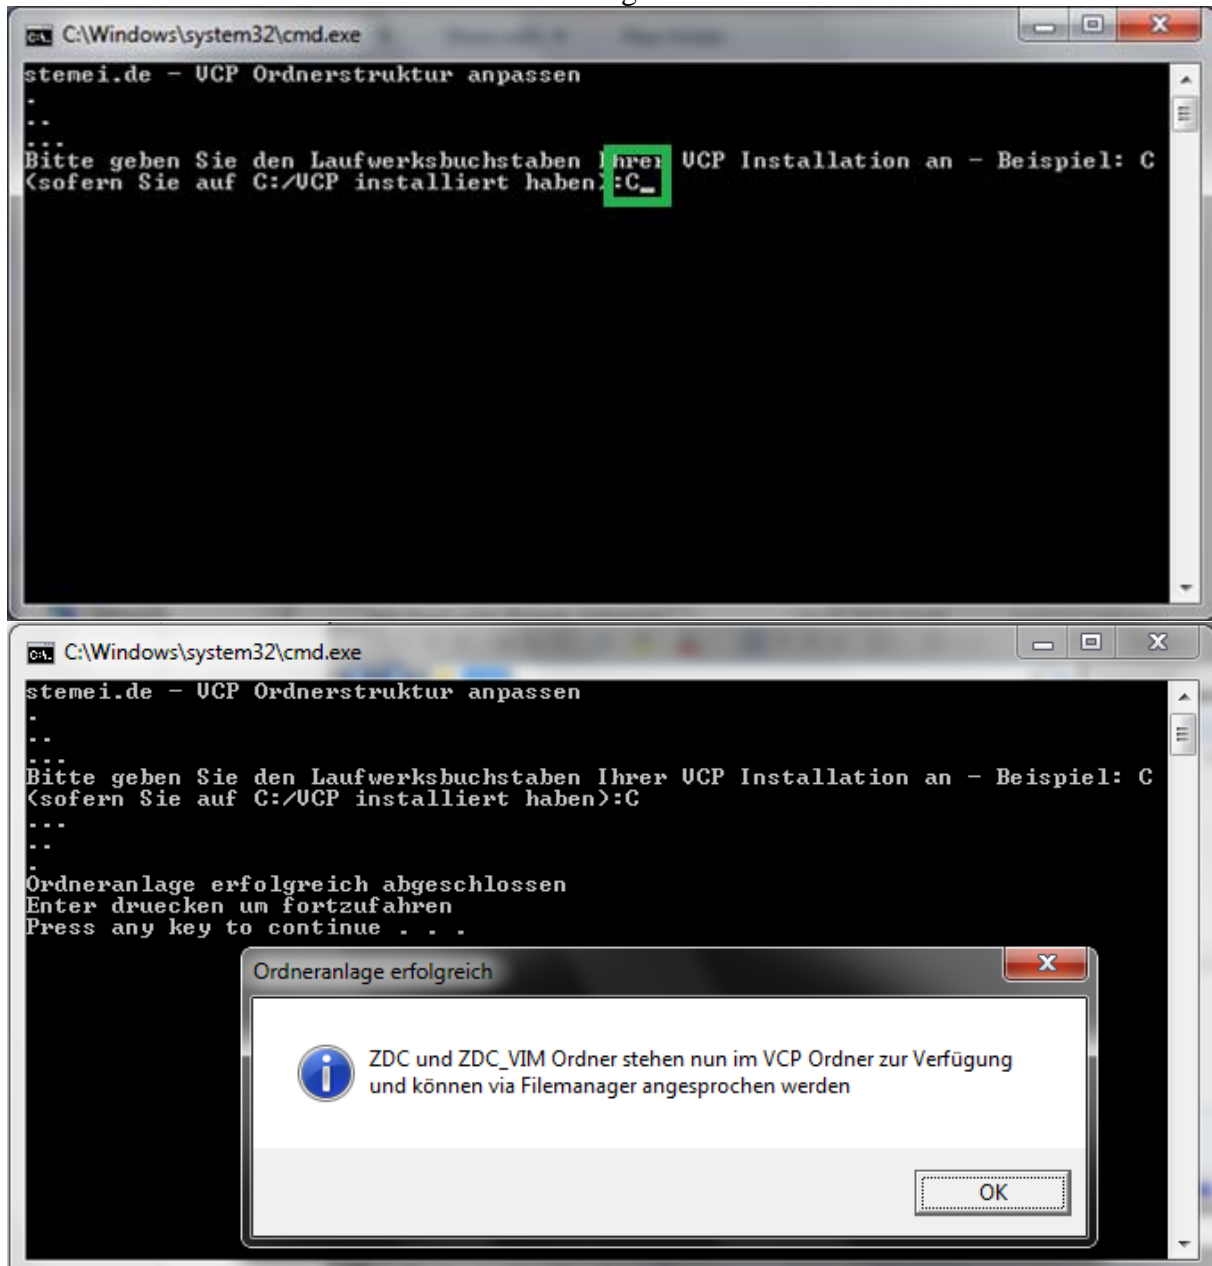 C:\Windows\system32\cmd.exe
stemei.de - VCP Ordnerstruktur anpassen
.
..
...
Bitte geben Sie den Laufwerksbuchstaben Ihrer VCP Installation an - Beispiel: C
(sofern Sie auf C:/VCP installiert haben):C_
C:\Windows\system32\cmd.exe
stemei.de - VCP Ordnerstruktur anpassen
.
..
...
Bitte geben Sie den Laufwerksbuchstaben Ihrer VCP Installation an - Beispiel: C
(sofern Sie auf C:/VCP installiert haben):C
...
..
.
Ordneranlage erfolgreich abgeschlossen
Enter druecken um fortzufahren
Press any key to continue . . .
Ordneranlage erfolgreich
ZDC und ZDC_VIM Ordner stehen nun im VCP Ordner zur Verfügung
und können via Filemanager angesprochen werden
OK